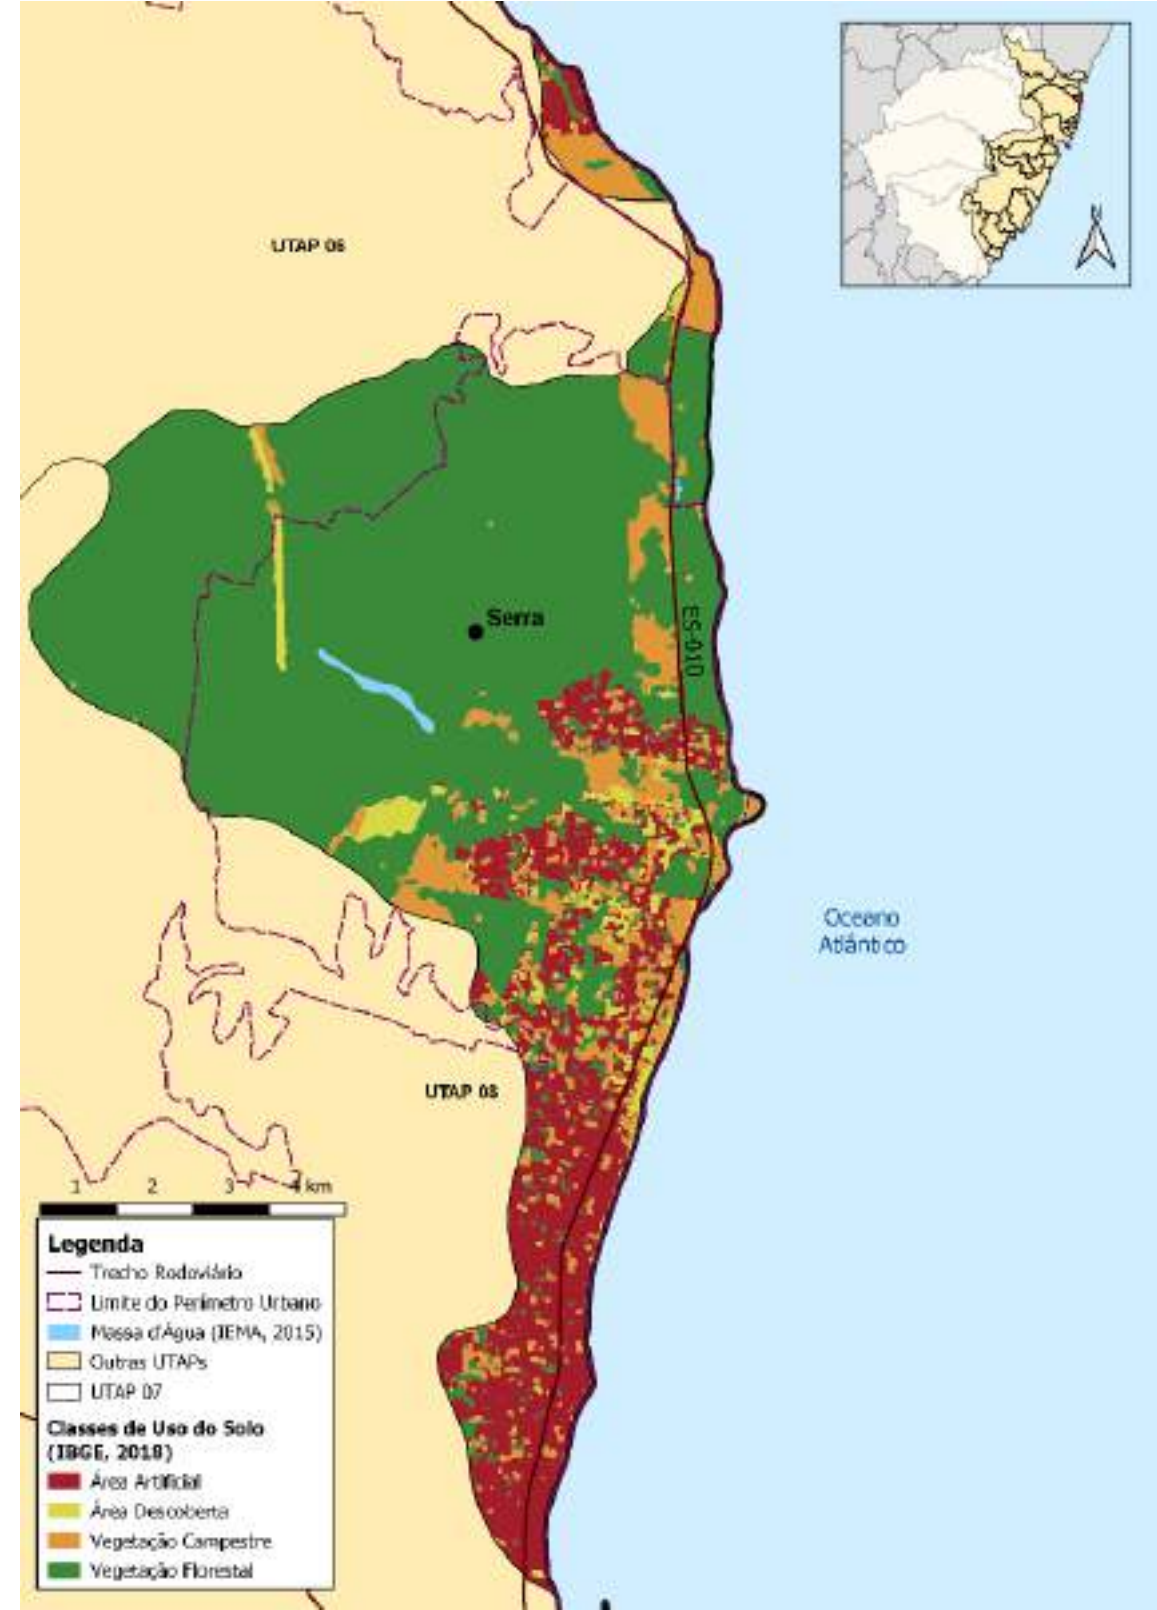 N
UTAP 06
Serra
ES-010
Oceano
Atlântico
UTAP 08
1 2 3 4 km
Legenda
Trecho Rodoviário
Limite do Perímetro Urbano
Massa d'Água (IEMA, 2015)
Outras UTAPs
UTAP 07
Classes de Uso do Solo
(IBGE, 2018)
Área Artificial
Área Descoberta
Vegetação Campestre
Vegetação Florestal